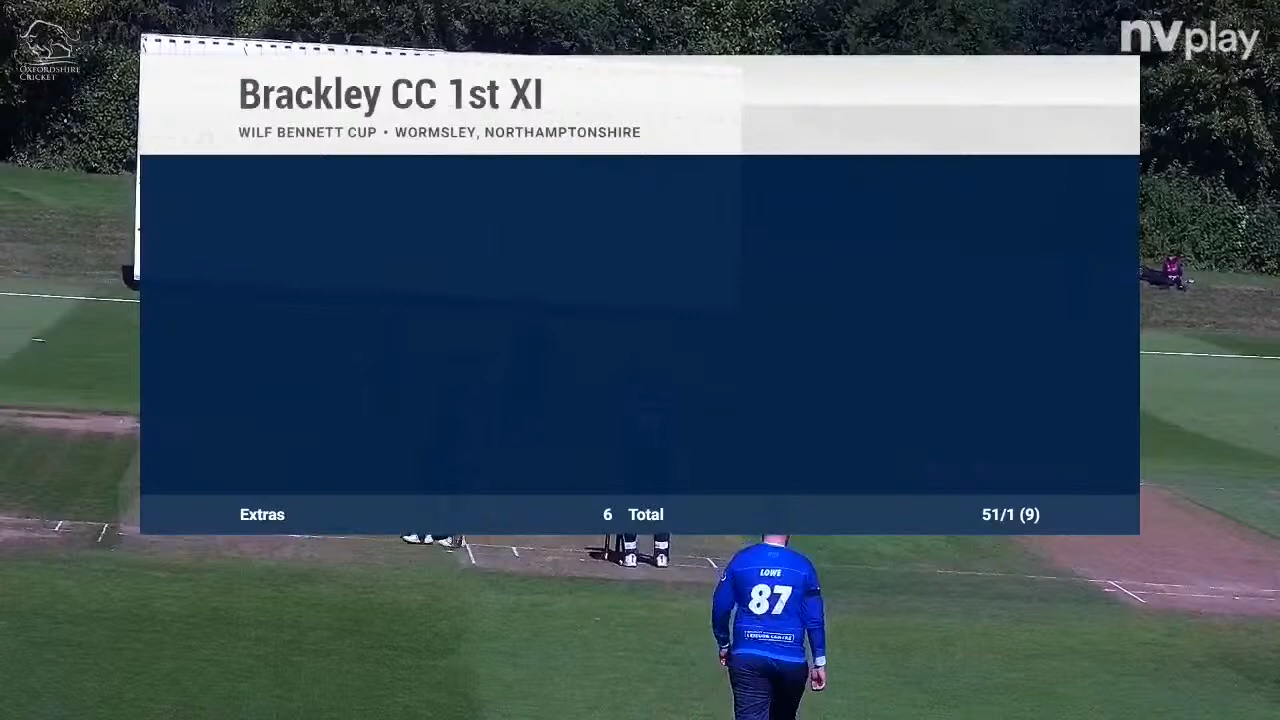 OXFORDSHIRE
CRICKET
nvplay
Brackley CC 1st XI
WILF BENNETT CUP • WORMSLEY, NORTHAMPTONSHIRE
Extras 6 Total 51/1 (9)
LOWE
87